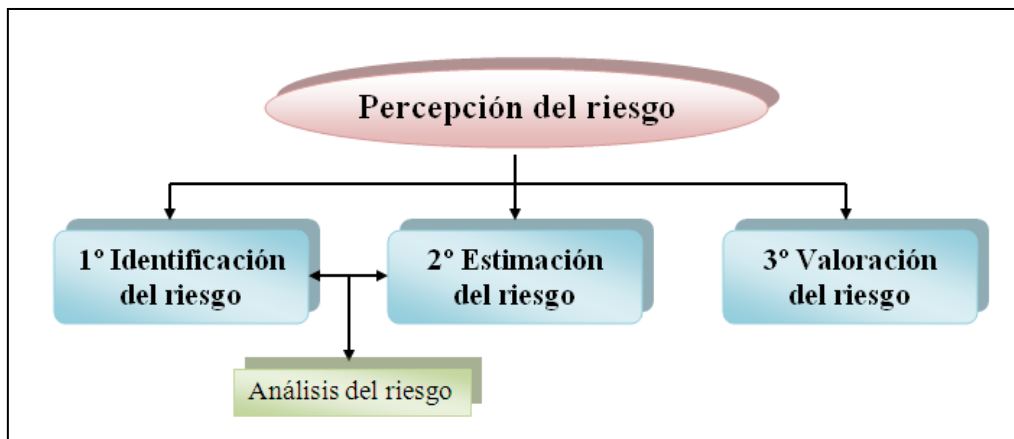 Percepción del riesgo
1º Identificación
del riesgo
2º Estimación
del riesgo
3º Valoración
del riesgo
Análisis del riesgo